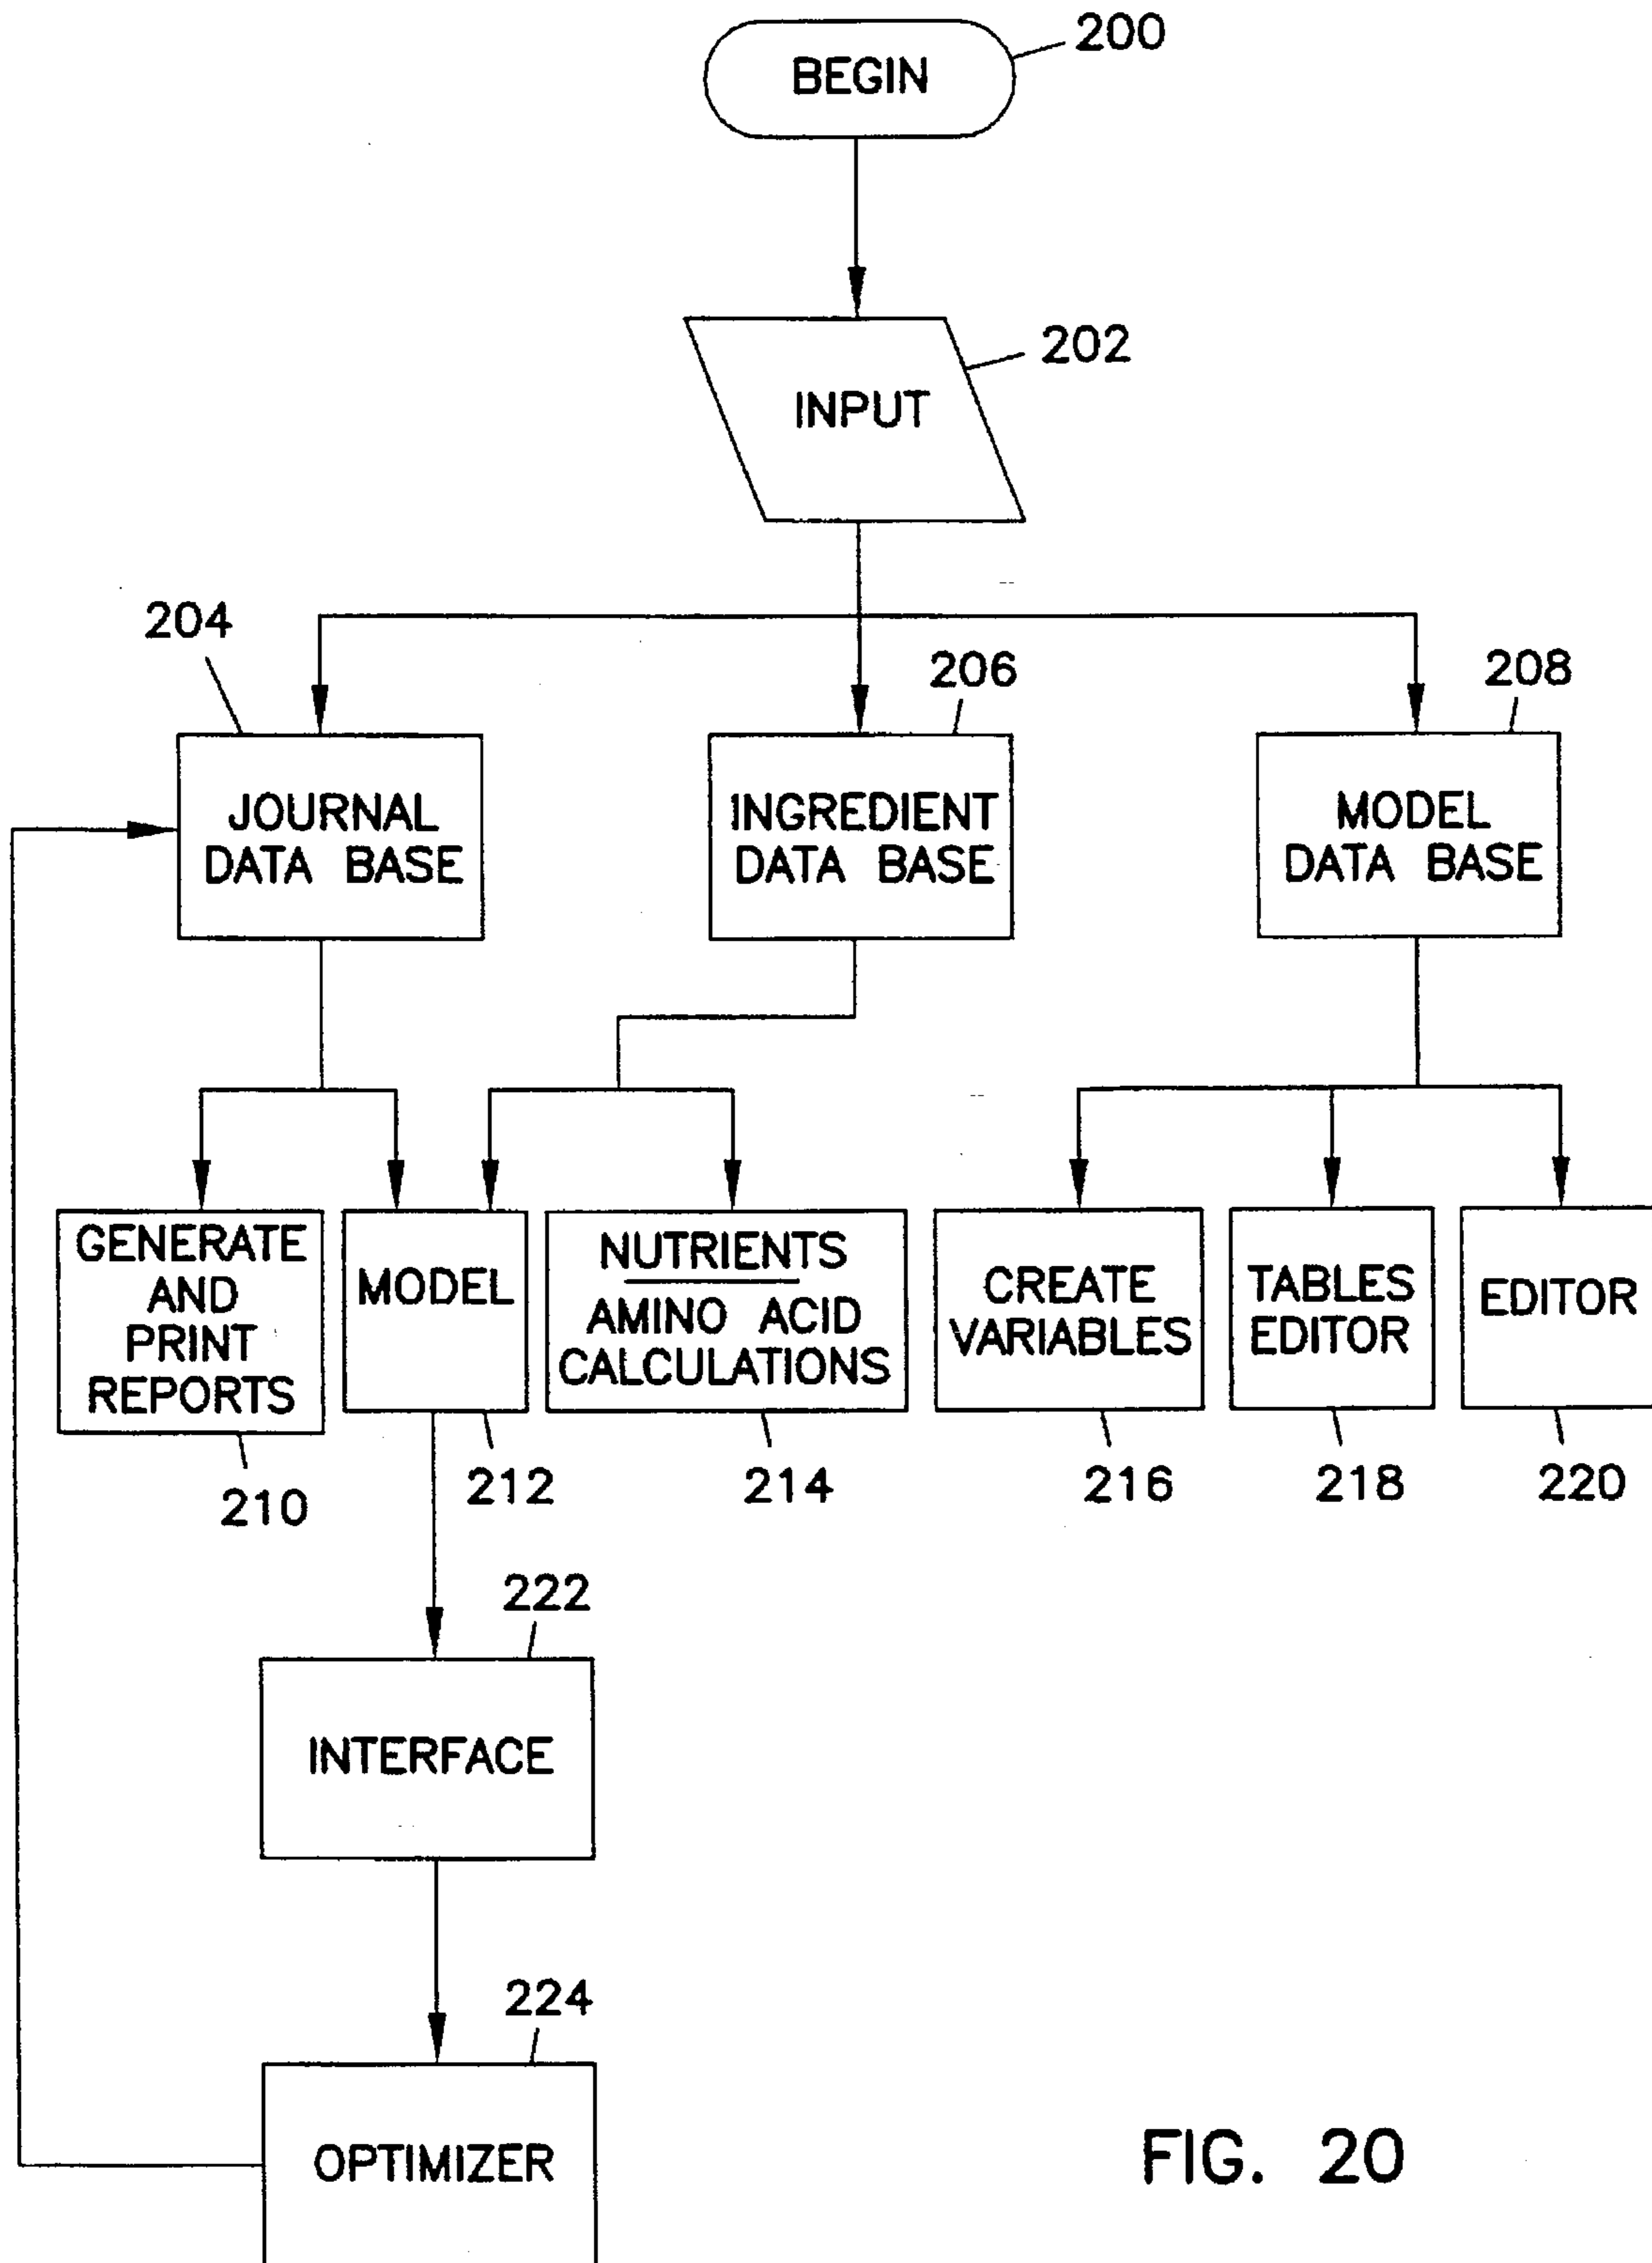 200
BEGIN
202
INPUT
204
206
208
JOURNAL
DATA BASE
INGREDIENT
DATA BASE
MODEL
DATA BASE
GENERATE
AND
PRINT
REPORTS
MODEL
NUTRIENTS
AMINO ACID
CALCULATIONS
CREATE
VARIABLES
TABLES
EDITOR
EDITOR
210
212
214
216
218
220
222
INTERFACE
224
OPTIMIZER
FIG. 20